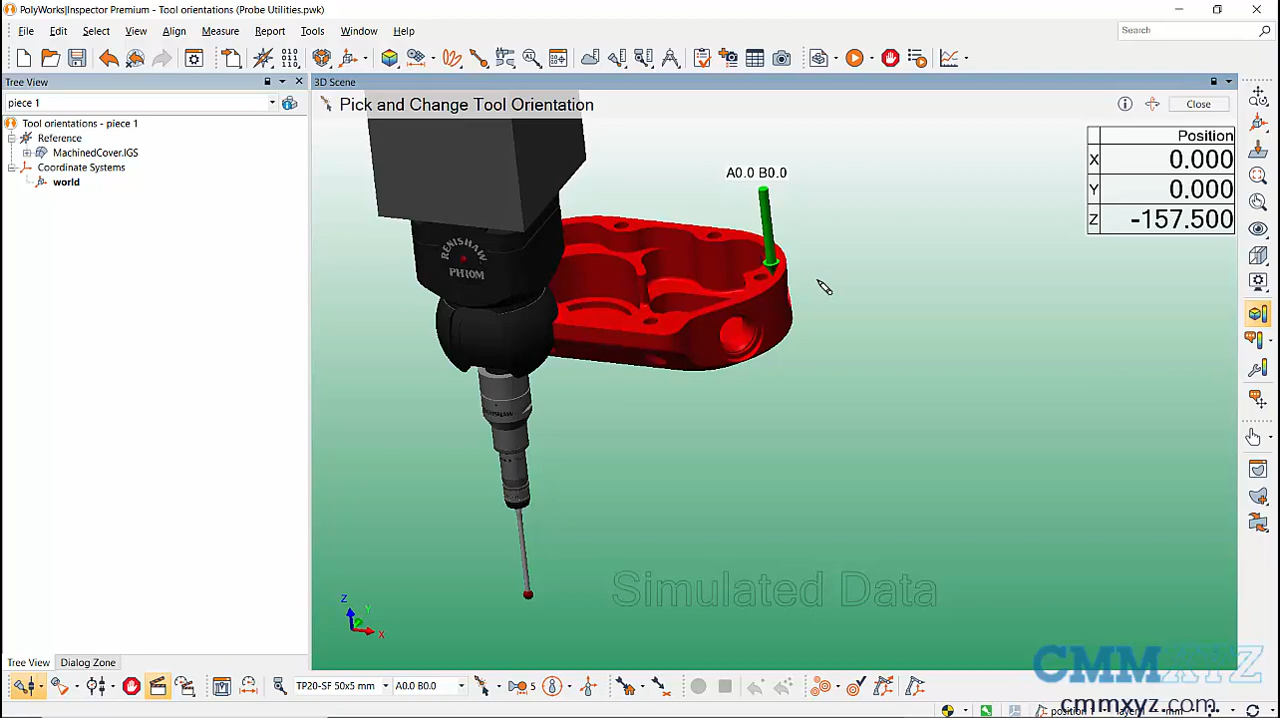 PolyWorks|Inspector Premium - Tool orientations (Probe Utilities.pwk)
File Edit Select View Align Measure Report Tools Window Help
Search
Tree View
3D Scene
piece 1
Pick and Change Tool Orientation
Close
Tool orientations - piece 1
Reference
MachinedCover.IGS
Coordinate Systems
world
Position
X 0.000
Y 0.000
Z -157.500
A0.0 B0.0
RENISHAW
PH10M
Simulated Data
Z
Y
X
Tree View Dialog Zone
TP20-SF 50x5 mm A0.0 B0.0
CMMXYZ
cmmxyz.com
position 1